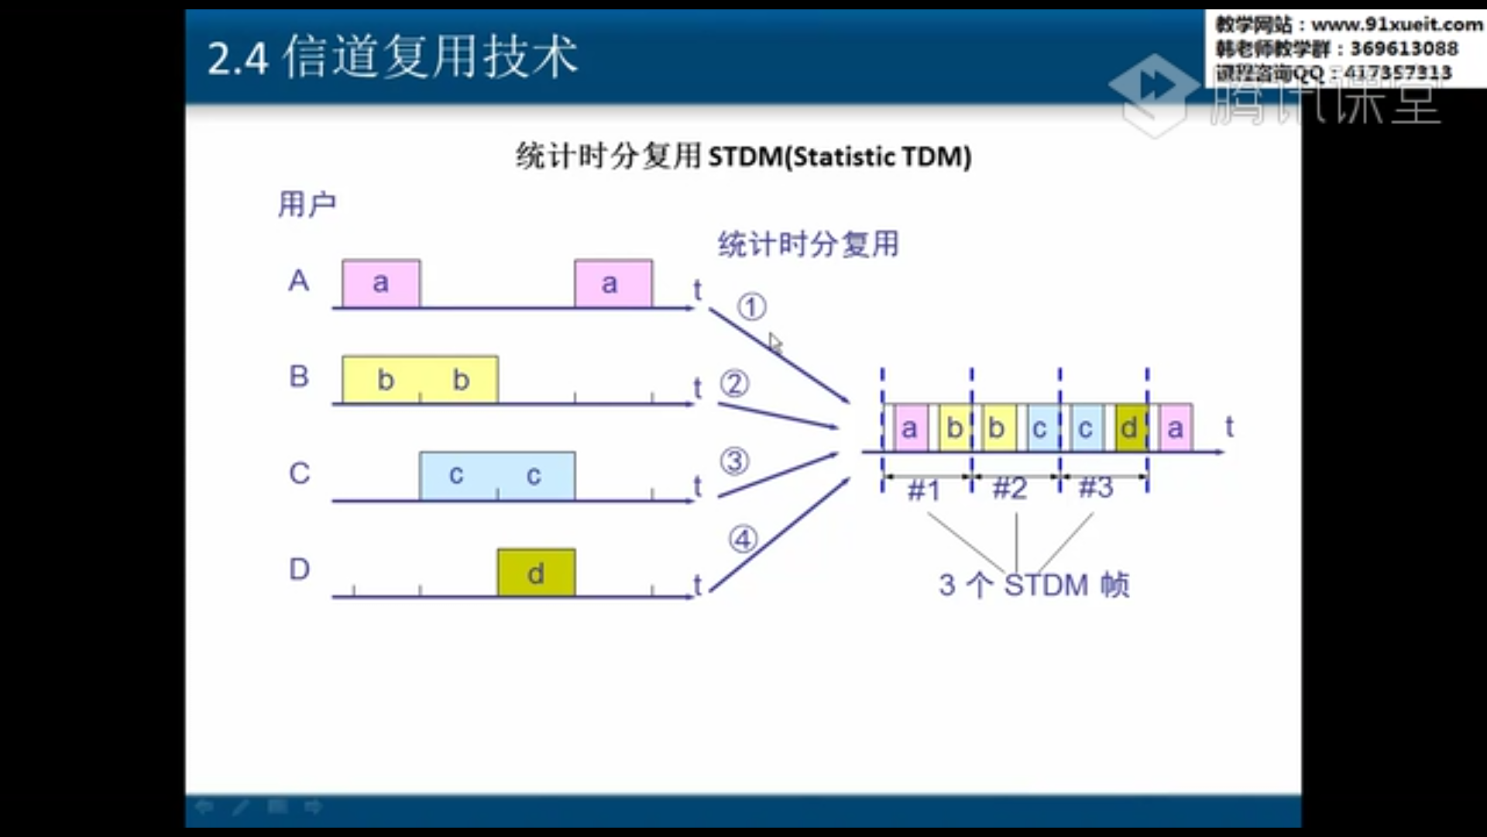 2.4 信道复用技术
教学网站：www.91xueit.com
韩老师教学群：369613088
课程咨询QQ：417357313
腾讯课堂
统计时分复用 STDM(Statistic TDM)
用户
统计时分复用
A a a t ①
B b b t ②
C c c t ③
D d t ④
a b b c c d a t
#1 #2 #3
3 个 STDM 帧